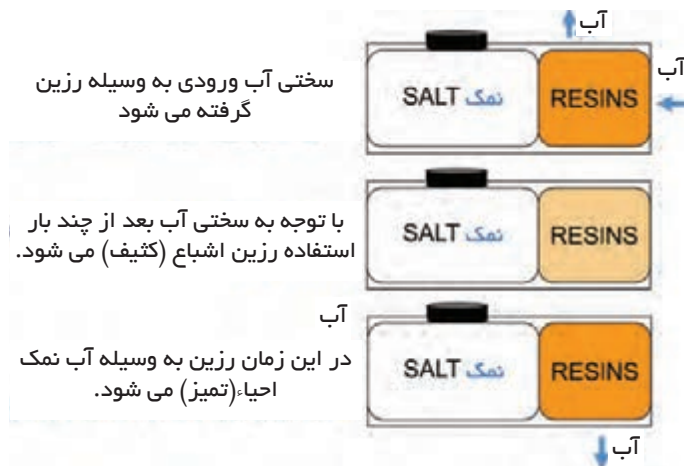 آب
آب
سختی آب ورودی به وسیله رزین
گرفته می شود
SALT نمک
RESINS
با توجه به سختی آب بعد از چند بار
استفاده رزین اشباع (کثیف) می شود.
SALT نمک
RESINS
آب
در این زمان رزین به وسیله آب نمک
احیاء(تمیز) می شود.
SALT نمک
RESINS
آب